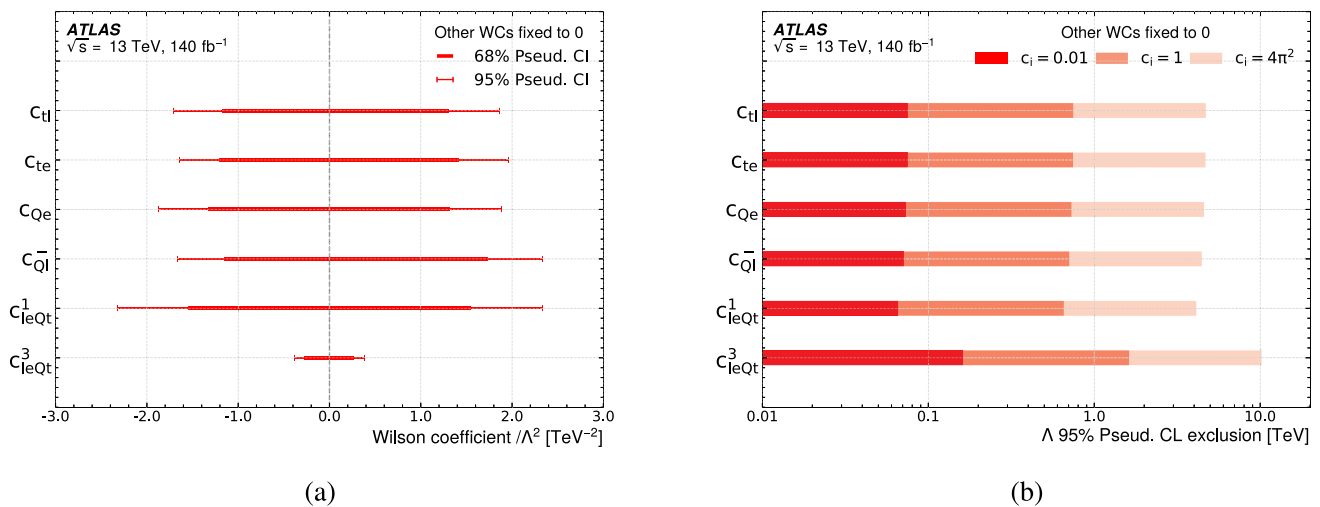 ATLAS
√s = 13 TeV, 140 fb⁻¹
Other WCs fixed to 0
68% Pseud. CI
95% Pseud. CI
c_tl
c_te
c_Qe
c_Ql⁻
c¹_leQt
c³_leQt
-3.0 -2.0 -1.0 0.0 1.0 2.0 3.0
Wilson coefficient /Λ² [TeV⁻²]
(a)
ATLAS
√s = 13 TeV, 140 fb⁻¹
Other WCs fixed to 0
c_i = 0.01 c_i = 1 c_i = 4π²
c_tl
c_te
c_Qe
c_Ql⁻
c¹_leQt
c³_leQt
0.01 0.1 1.0 10.0
Λ 95% Pseud. CL exclusion [TeV]
(b)